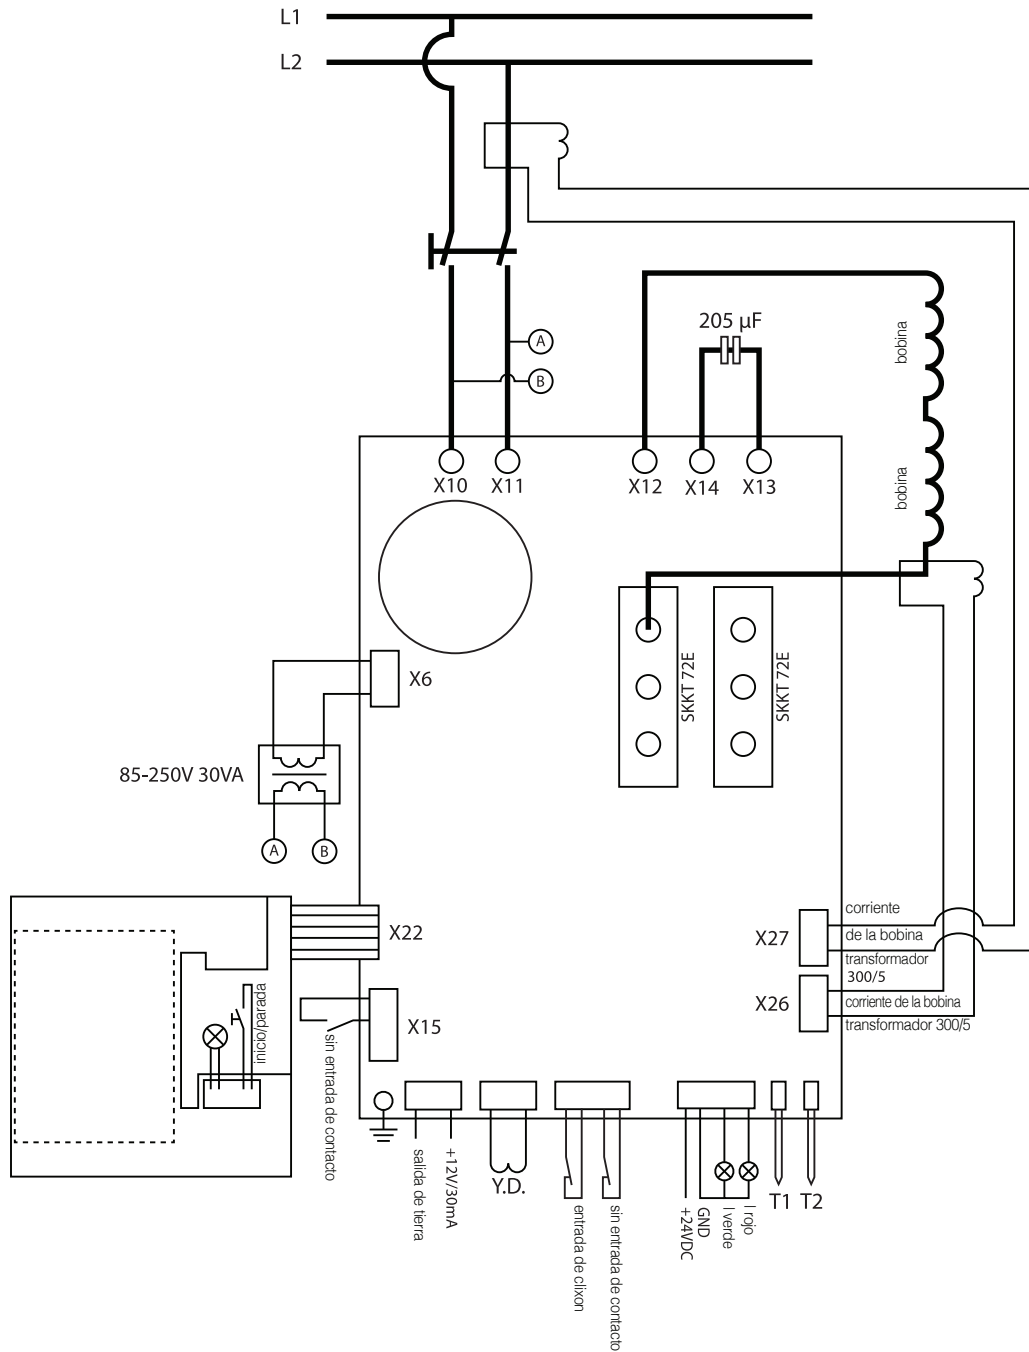 L1
L2
205 µF
bobina
bobina
A
B
X10
X11
X12
X14
X13
SKKT 72E
SKKT 72E
X6
85-250V 30VA
A
B
X22
X27
corriente
de la bobina
transformador
300/5
X26
corriente de la bobina
transformador 300/5
X15
inicio/parada
sin entrada de contacto
salida de tierra
+12V/30mA
Y.D.
entrada de clixon
sin entrada de contacto
+24VDC
GND
I verde
I rojo
T1
T2